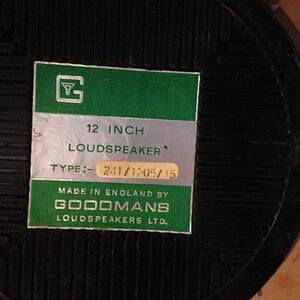 G
12 INCH
LOUDSPEAKER
TYPE:- 241/1205/15
MADE IN ENGLAND BY
GOODMANS
LOUDSPEAKERS LTD.